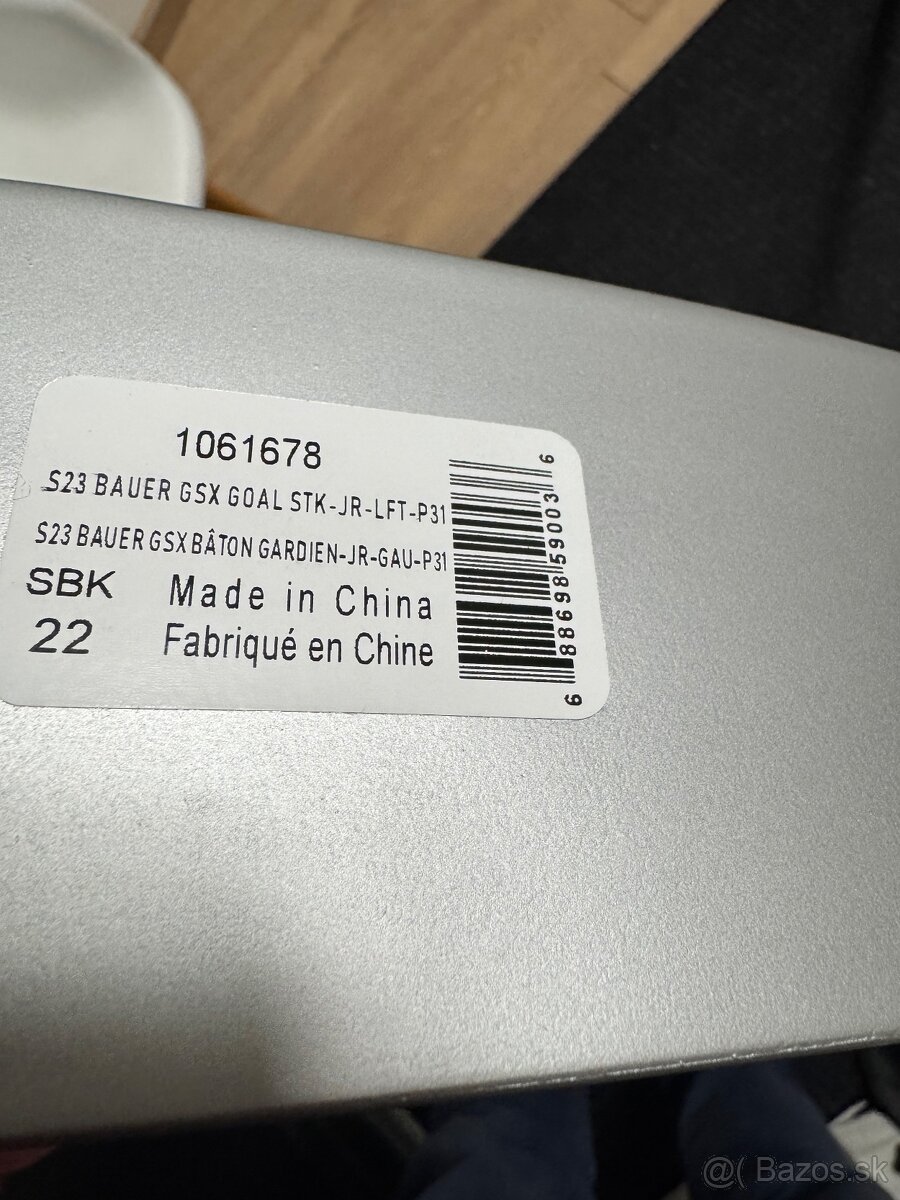 1061678
S23 BAUER GSX GOAL STK-JR-LFT-P31
S23 BAUER GSX BÂTON GARDIEN-JR-GAU-P31
SBK Made in China
22 Fabriqué en Chine
6 88698 59003 6
@( Bazos.sk